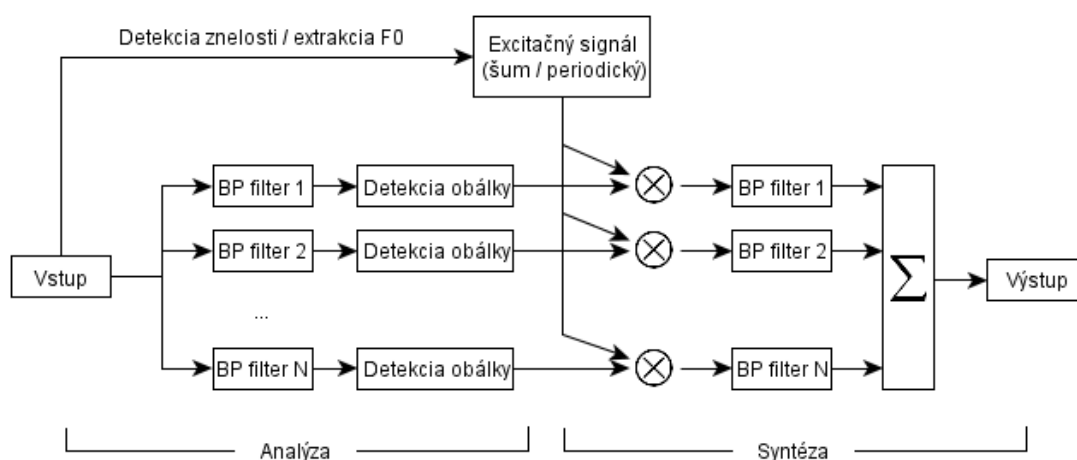 Detekcia znelosti / extrakcia F0
Excitačný signál
(šum / periodický)
BP filter 1
Detekcia obálky
BP filter 1
BP filter 2
Detekcia obálky
BP filter 2
Vstup
Σ
Výstup
...
BP filter N
Detekcia obálky
BP filter N
Analýza
Syntéza